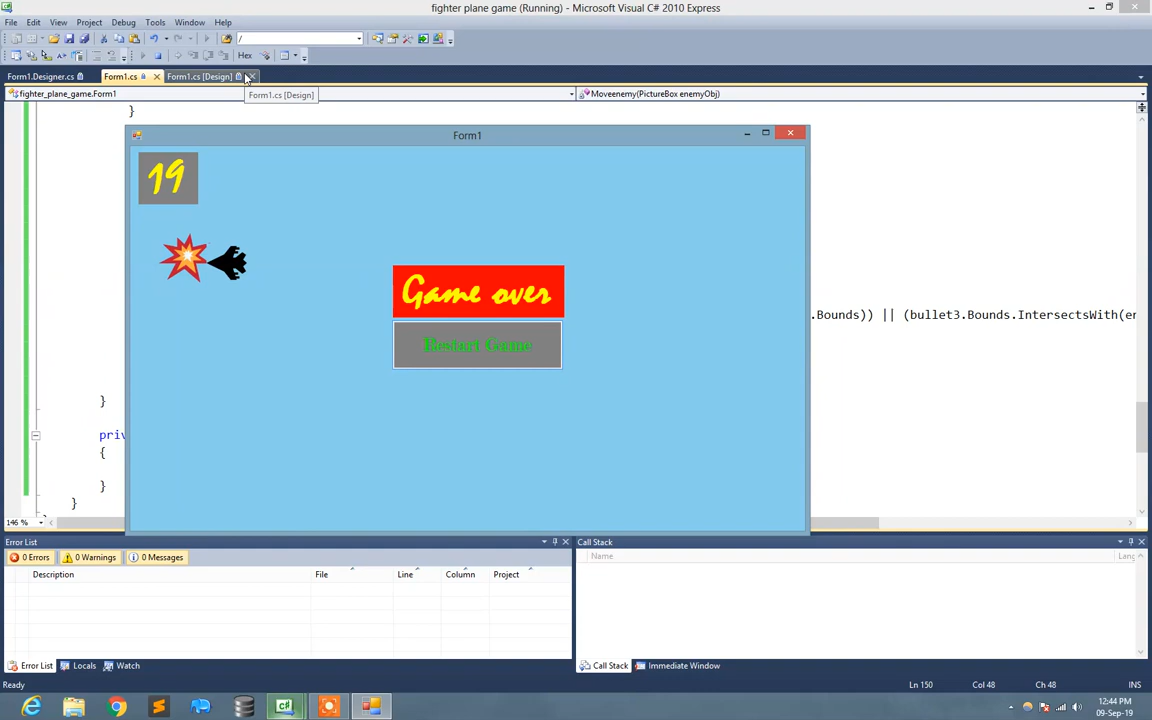 fighter plane game (Running) - Microsoft Visual C# 2010 Express
File Edit View Project Debug Tools Window Help
/
Hex
Form1.Designer.cs Form1.cs Form1.cs [Design]
fighter_plane_game.Form1 Moveenemy(PictureBox enemyObj)
Form1.cs [Design]
}
Form1
19
Game over
.Bounds)) || (bullet3.Bounds.IntersectsWith(en
Restart Game
}
priv
{
}
}
146 %
Error List Call Stack
0 Errors 0 Warnings 0 Messages Name Lang
Description File Line Column Project
Error List Locals Watch Call Stack Immediate Window
Ready Ln 150 Col 48 Ch 48 INS
12:44 PM
09-Sep-19